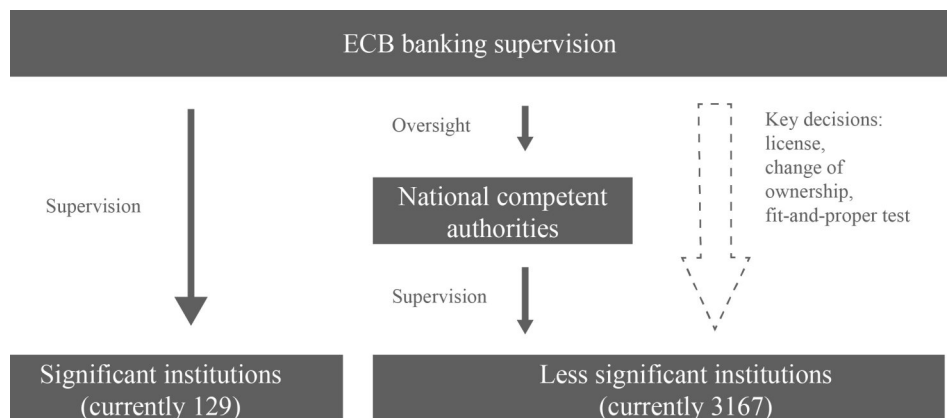 ECB banking supervision
Oversight
Key decisions:
license,
change of
ownership,
fit-and-proper test
Supervision
National competent
authorities
Supervision
Significant institutions
(currently 129)
Less significant institutions
(currently 3167)